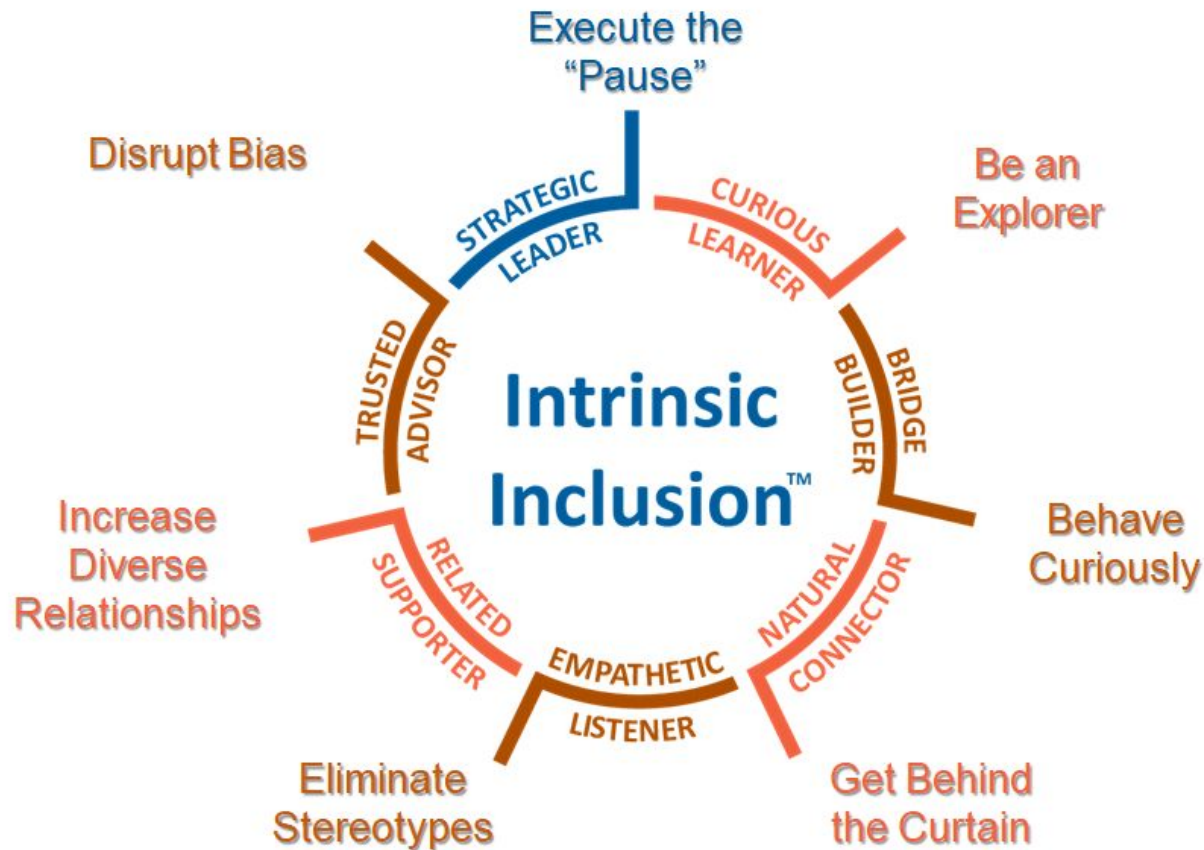 Execute the
“Pause”
Disrupt Bias
Be an
Explorer
STRATEGIC
LEADER
CURIOUS
LEARNER
TRUSTED
ADVISOR
BRIDGE
BUILDER
Intrinsic
Inclusion™
Increase
Diverse
Relationships
Behave
Curiously
RELATED
SUPPORTER
NATURAL
CONNECTOR
EMPATHETIC
LISTENER
Eliminate
Stereotypes
Get Behind
the Curtain